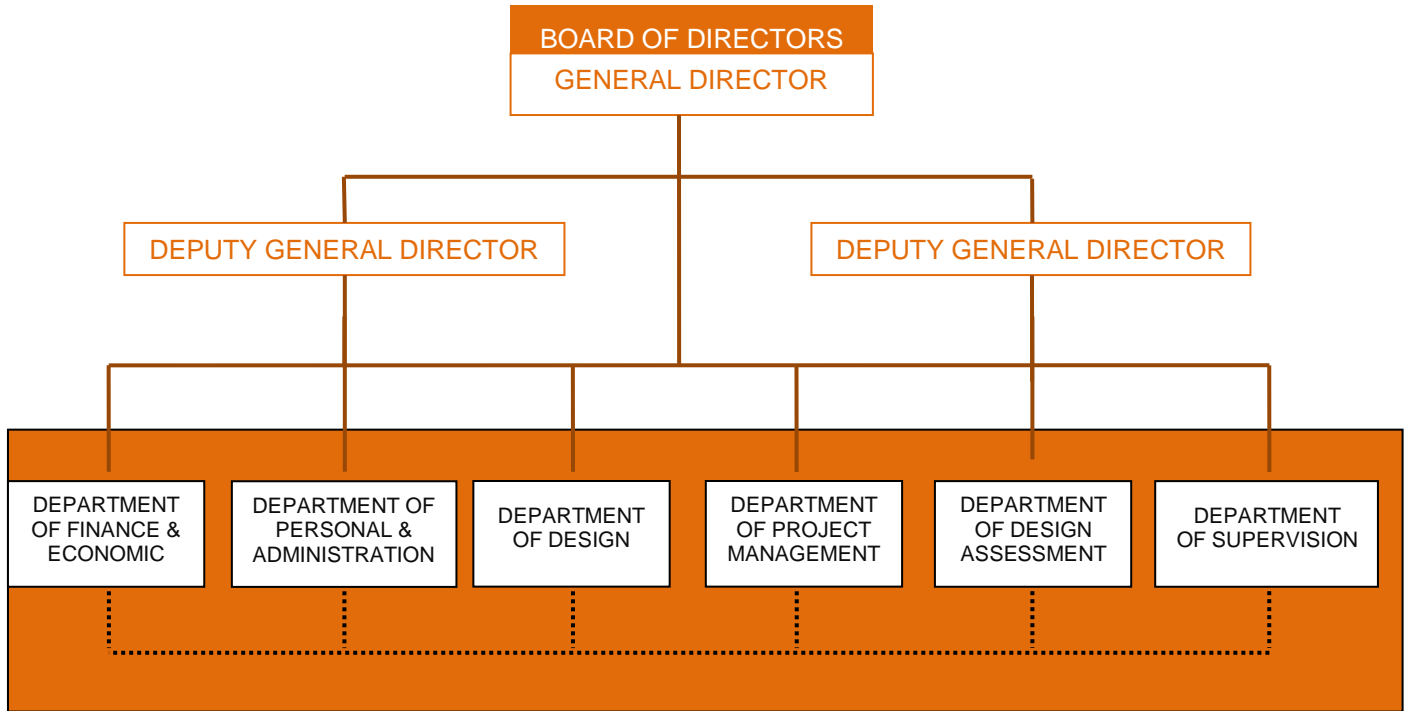 BOARD OF DIRECTORS
GENERAL DIRECTOR
DEPUTY GENERAL DIRECTOR
DEPUTY GENERAL DIRECTOR
DEPARTMENT
OF FINANCE &
ECONOMIC
DEPARTMENT OF
PERSONAL &
ADMINISTRATION
DEPARTMENT
OF DESIGN
DEPARTMENT
OF PROJECT
MANAGEMENT
DEPARTMENT
OF DESIGN
ASSESSMENT
DEPARTMENT
OF SUPERVISION